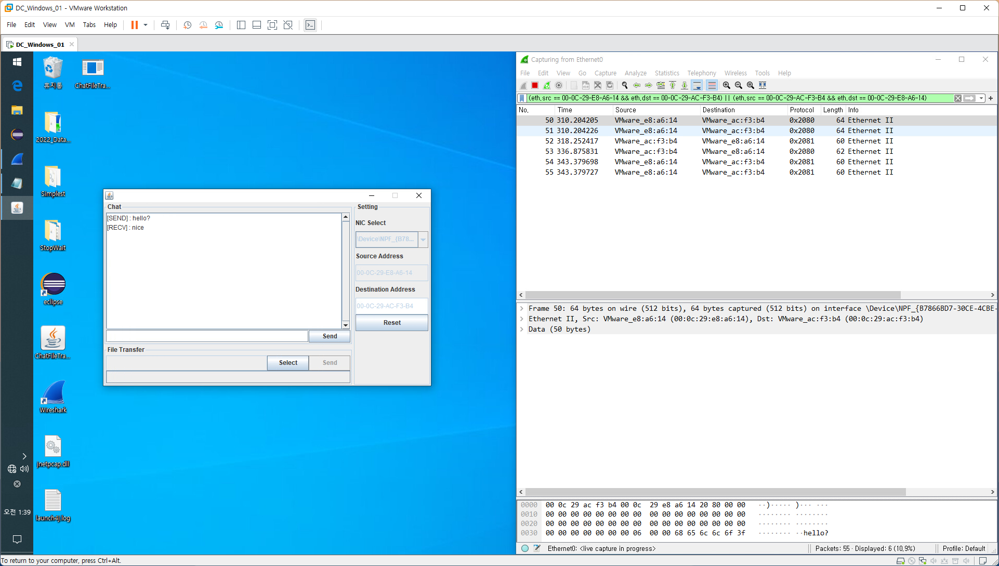 DC_Windows_01 - VMware Workstation
File Edit View VM Tabs Help
DC_Windows_01
휴지통
ChatFileTra...
2022_Data...
Simplest
StopWait
eclipse
ChatFileTra...
Wireshark
jnetpcap.dll
launch4j.log
오전 1:39
Chat
[SEND] : hello?
[RECV] : nice
Send
File Transfer
Select
Send
Setting
NIC Select
\Device\NPF_{B78...
Source Address
00-0C-29-E8-A6-14
Destination Address
00-0C-29-AC-F3-B4
Reset
Capturing from Ethernet0
File Edit View Go Capture Analyze Statistics Telephony Wireless Tools Help
(eth.src == 00-0C-29-E8-A6-14 && eth.dst == 00-0C-29-AC-F3-B4) || (eth.src == 00-0C-29-AC-F3-B4 && eth.dst == 00-0C-29-E8-A6-14)
No. Time Source Destination Protocol Length Info
50 310.204205 VMware_e8:a6:14 VMware_ac:f3:b4 0x2080 64 Ethernet II
51 310.204226 VMware_e8:a6:14 VMware_ac:f3:b4 0x2080 64 Ethernet II
52 318.252417 VMware_ac:f3:b4 VMware_e8:a6:14 0x2081 60 Ethernet II
53 336.875831 VMware_ac:f3:b4 VMware_e8:a6:14 0x2080 62 Ethernet II
54 343.379698 VMware_e8:a6:14 VMware_ac:f3:b4 0x2081 60 Ethernet II
55 343.379727 VMware_e8:a6:14 VMware_ac:f3:b4 0x2081 60 Ethernet II
Frame 50: 64 bytes on wire (512 bits), 64 bytes captured (512 bits) on interface \Device\NPF_{B7866BD7-30CE-4CBE-
Ethernet II, Src: VMware_e8:a6:14 (00:0c:29:e8:a6:14), Dst: VMware_ac:f3:b4 (00:0c:29:ac:f3:b4)
Data (50 bytes)
0000 00 0c 29 ac f3 b4 00 0c 29 e8 a6 14 20 80 00 00 ··)····· )··· ···
0010 00 00 00 00 00 00 00 00 00 00 00 00 00 00 00 00 ········ ········
0020 00 00 00 00 00 00 00 00 00 00 00 00 00 00 00 00 ········ ········
0030 00 00 00 00 00 00 00 06 00 00 68 65 6c 6c 6f 3f ········ ··hello?
Ethernet0: <live capture in progress>
Packets: 55 · Displayed: 6 (10.9%)
Profile: Default
To return to your computer, press Ctrl+Alt.